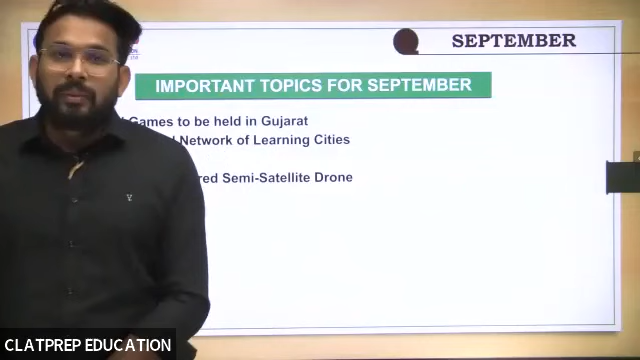 SEPTEMBER
IMPORTANT TOPICS FOR SEPTEMBER
Games to be held in Gujarat
Network of Learning Cities
Semi-Satellite Drone
CLATPREP EDUCATION